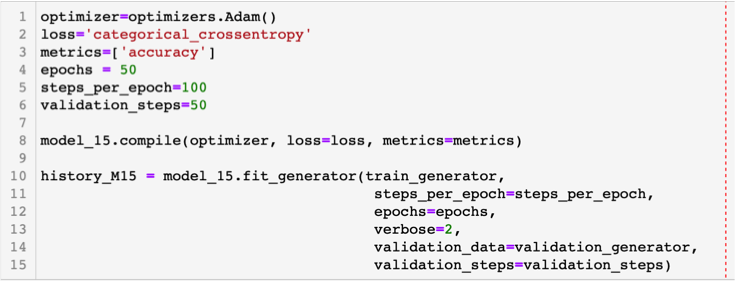 1 optimizer=optimizers.Adam()
2 loss='categorical_crossentropy'
3 metrics=['accuracy']
4 epochs = 50
5 steps_per_epoch=100
6 validation_steps=50
7
8 model_15.compile(optimizer, loss=loss, metrics=metrics)
9
10 history_M15 = model_15.fit_generator(train_generator,
11 steps_per_epoch=steps_per_epoch,
12 epochs=epochs,
13 verbose=2,
14 validation_data=validation_generator,
15 validation_steps=validation_steps)